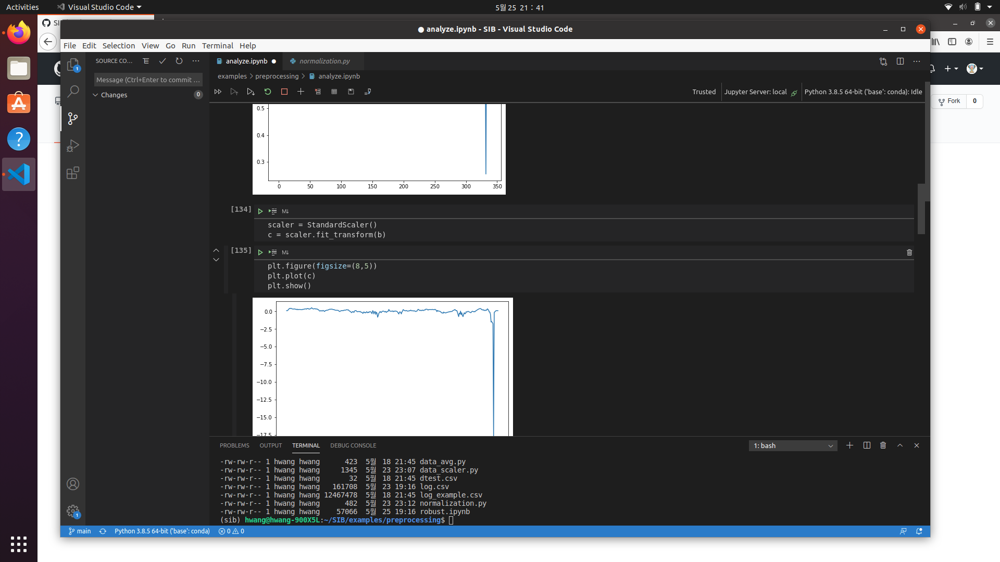 Activities
Visual Studio Code
5월 25 21 : 41
SI
● analyze.ipynb - SIB - Visual Studio Code
File Edit Selection View Go Run Terminal Help
SOURCE CO...
analyze.ipynb
normalization.py
examples > preprocessing > analyze.ipynb
Message (Ctrl+Enter to commit ...
Changes
0
1
Trusted
Jupyter Server: local
Python 3.8.5 64-bit ('base': conda): Idle
Fork
0
0.5
0.4
0.3
0 50 100 150 200 250 300 350
[134]
M↓
scaler = StandardScaler()
c = scaler.fit_transform(b)
[135]
M↓
plt.figure(figsize=(8,5))
plt.plot(c)
plt.show()
0.0
−2.5
−5.0
−7.5
−10.0
−12.5
−15.0
−17.5
PROBLEMS OUTPUT TERMINAL DEBUG CONSOLE
1: bash
-rw-rw-r-- 1 hwang hwang 423 5월 18 21:45 data_avg.py
-rw-rw-r-- 1 hwang hwang 1345 5월 23 23:07 data_scaler.py
-rw-rw-r-- 1 hwang hwang 32 5월 18 21:45 dtest.csv
-rw-rw-r-- 1 hwang hwang 161708 5월 23 19:16 log.csv
-rw-rw-r-- 1 hwang hwang 12467478 5월 18 21:45 log_example.csv
-rw-rw-r-- 1 hwang hwang 482 5월 23 23:12 normalization.py
-rw-rw-r-- 1 hwang hwang 57066 5월 25 19:16 robust.ipynb
(sib) hwang@hwang-900X5L:~/SIB/examples/preprocessing$
1
main
Python 3.8.5 64-bit ('base': conda)
0
0